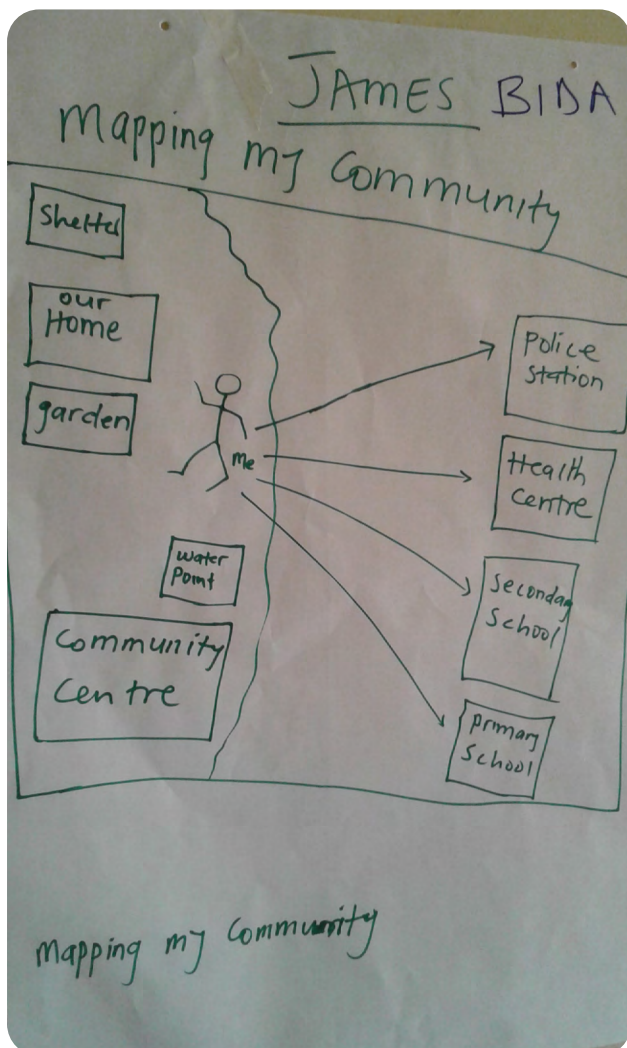 JAMES BIDA
Mapping my Community
Shelter
our
Home
garden
Me
water
Point
Community
Centre
Police
Station
Health
Centre
Secondary
School
primary
School
Mapping my Community